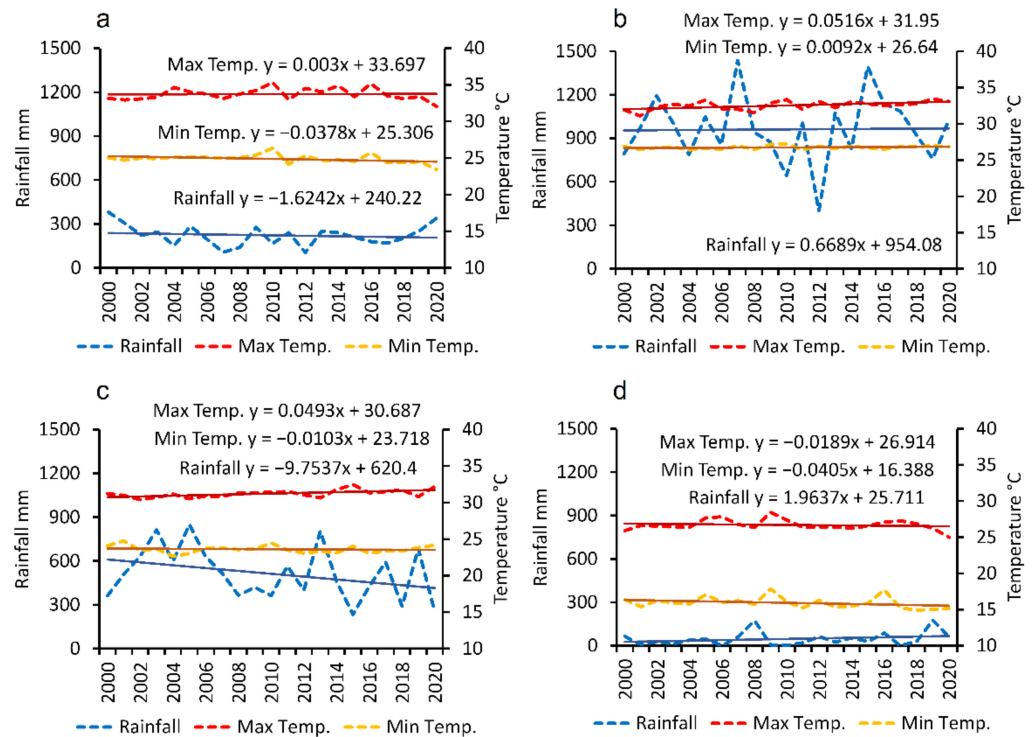 a
Max Temp. y = 0.003x + 33.697
Min Temp. y = −0.0378x + 25.306
Rainfall y = −1.6242x + 240.22
Rainfall mm
1500
1200
900
600
300
0
Temperature °C
40
35
30
25
20
15
10
2000 2002 2004 2006 2008 2010 2012 2014 2016 2018 2020
Rainfall Max Temp. Min Temp.
b
Max Temp. y = 0.0516x + 31.95
Min Temp. y = 0.0092x + 26.64
Rainfall y = 0.6689x + 954.08
Rainfall mm
1500
1200
900
600
300
0
Temperature °C
40
35
30
25
20
15
10
2000 2002 2004 2006 2008 2010 2012 2014 2016 2018 2020
Rainfall Max Temp. Min Temp.
c
Max Temp. y = 0.0493x + 30.687
Min Temp. y = −0.0103x + 23.718
Rainfall y = −9.7537x + 620.4
Rainfall mm
1500
1200
900
600
300
0
Temperature °C
40
35
30
25
20
15
10
2000 2002 2004 2006 2008 2010 2012 2014 2016 2018 2020
Rainfall Max Temp. Min Temp.
d
Max Temp. y = −0.0189x + 26.914
Min Temp. y = −0.0405x + 16.388
Rainfall y = 1.9637x + 25.711
Rainfall mm
1500
1200
900
600
300
0
Temperature °C
40
35
30
25
20
15
10
2000 2002 2004 2006 2008 2010 2012 2014 2016 2018 2020
Rainfall Max Temp. Min Temp.